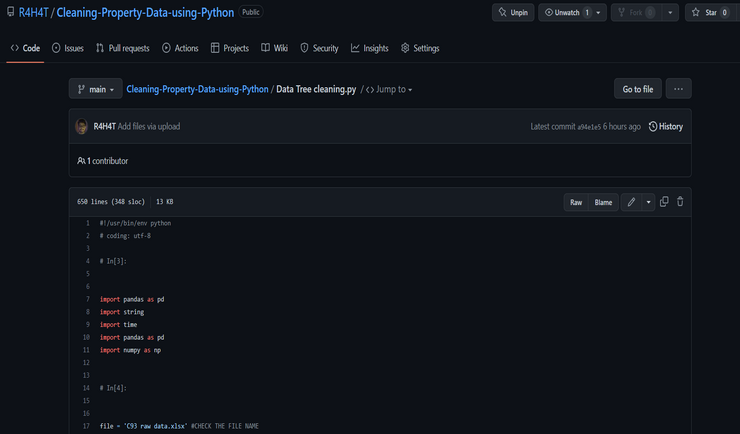 R4H4T / Cleaning-Property-Data-using-Python Public
Unpin Unwatch 1 Fork Star 0
Code Issues Pull requests Actions Projects Wiki Security Insights Settings
main Cleaning-Property-Data-using-Python / Data Tree cleaning.py / <> Jump to Go to file ...
R4H4T Add files via upload Latest commit a94e1e5 6 hours ago History
1 contributor
650 lines (348 sloc) 13 KB Raw Blame
1 #!/usr/bin/env python
2 # coding: utf-8
3
4 # In[3]:
5
6
7 import pandas as pd
8 import string
9 import time
10 import pandas as pd
11 import numpy as np
12
13
14 # In[4]:
15
16
17 file = 'C93 raw data.xlsx' #CHECK THE FILE NAME